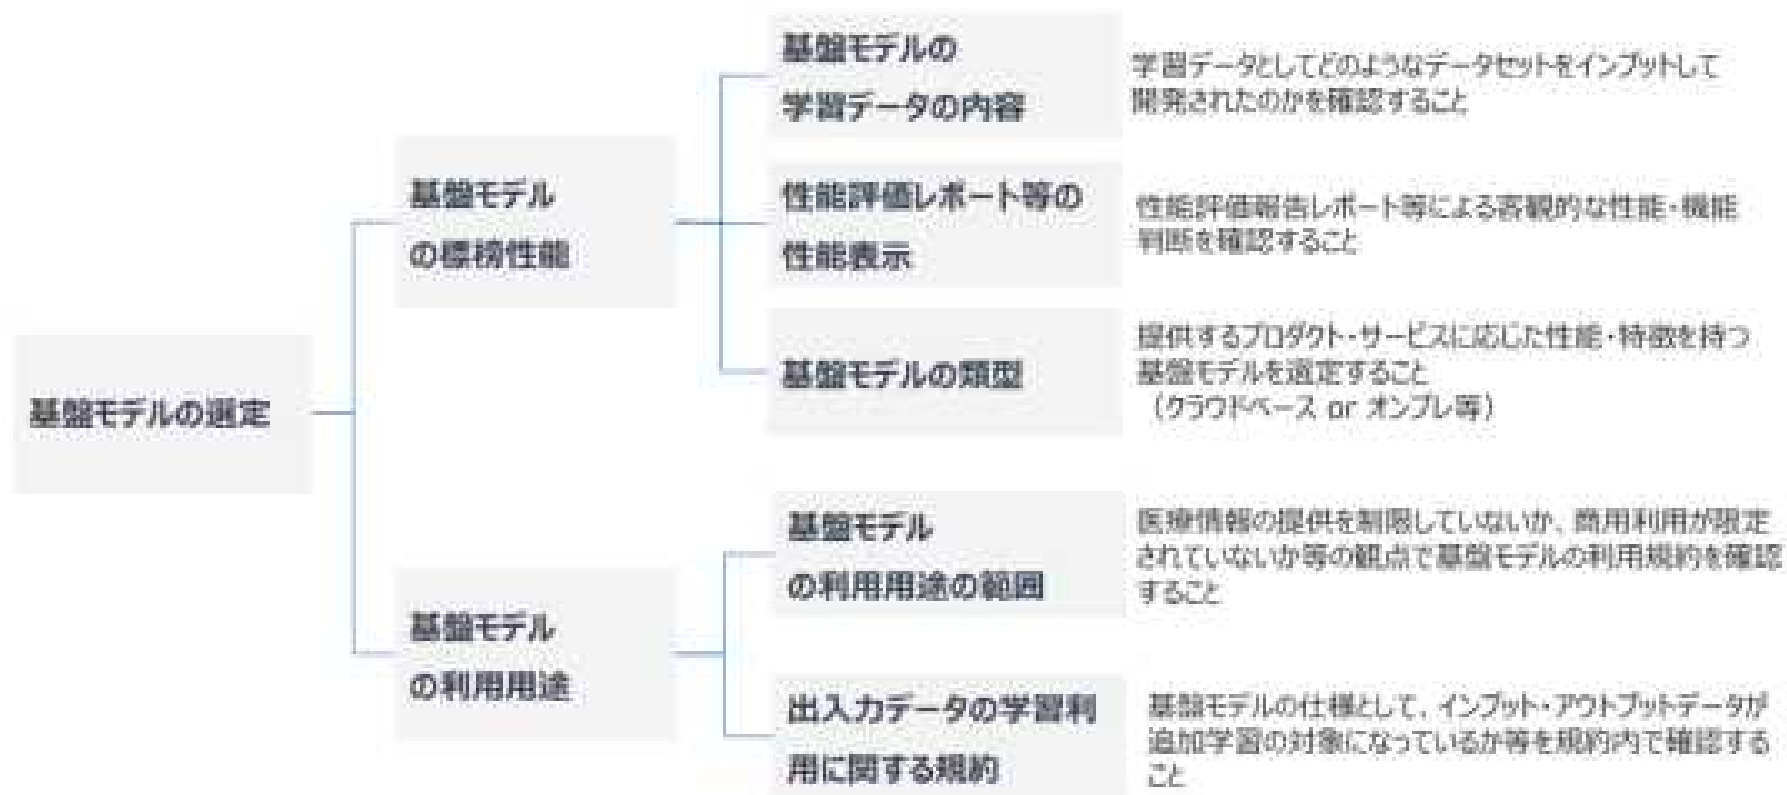 基盤モデルの選定
基盤モデル
の標榜性能
基盤モデルの
学習データの内容
学習データとしてどのようなデータセットをインプットして
開発されたのかを確認すること
性能評価レポート等の
性能表示
性能評価報告レポート等による客観的な性能・機能
判断を確認すること
基盤モデルの類型
提供するプロダクト・サービスに応じた性能・特徴を持つ
基盤モデルを選定すること
（クラウドベース or オンプレ等）
基盤モデル
の利用用途
基盤モデル
の利用用途の範囲
医療情報の提供を制限していないか、商用利用が限定
されていないか等の観点で基盤モデルの利用規約を確認
すること
出入力データの学習利
用に関する規約
基盤モデルの仕様として、インプット・アウトプットデータが
追加学習の対象になっているか等を規約内で確認する
こと